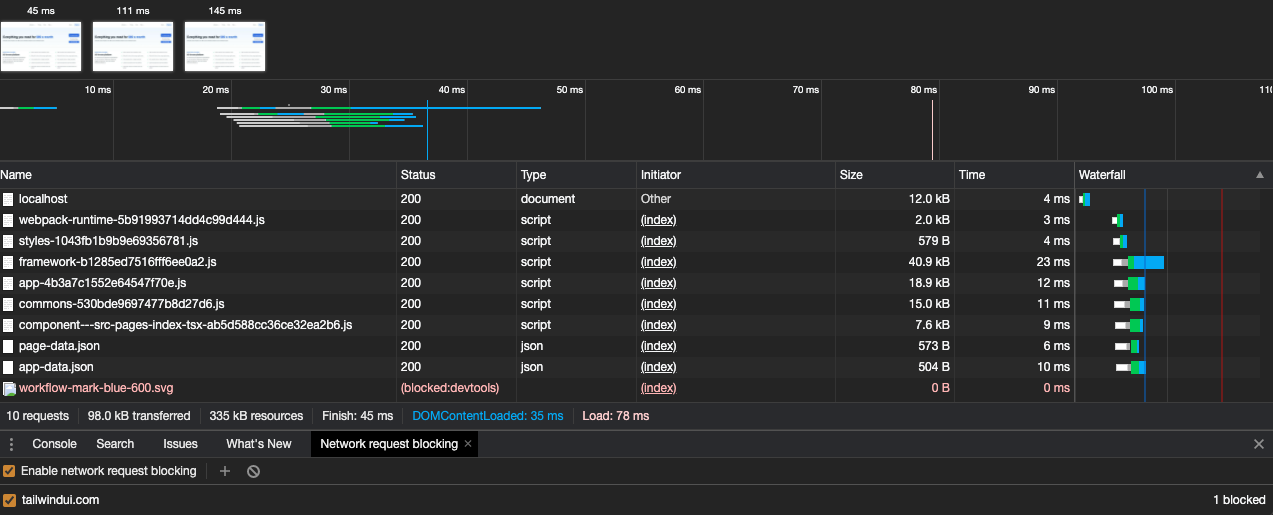 45 ms 111 ms 145 ms
Everything you need for $99 a month
10 ms 20 ms 30 ms 40 ms 50 ms 60 ms 70 ms 80 ms 90 ms 100 ms 110
Name Status Type Initiator Size Time Waterfall
localhost 200 document Other 12.0 kB 4 ms
webpack-runtime-5b91993714dd4c99d444.js 200 script (index) 2.0 kB 3 ms
styles-1043fb1b9b9e69356781.js 200 script (index) 579 B 4 ms
framework-b1285ed7516fff6ee0a2.js 200 script (index) 40.9 kB 23 ms
app-4b3a7c1552e64547f70e.js 200 script (index) 18.9 kB 12 ms
commons-530bde9697477b8d27d6.js 200 script (index) 15.0 kB 11 ms
component---src-pages-index-tsx-ab5d588cc36ce32ea2b6.js 200 script (index) 7.6 kB 9 ms
page-data.json 200 json (index) 573 B 6 ms
app-data.json 200 json (index) 504 B 10 ms
workflow-mark-blue-600.svg (blocked:devtools) (index) 0 B 0 ms
10 requests 98.0 kB transferred 335 kB resources Finish: 45 ms DOMContentLoaded: 35 ms Load: 78 ms
Console Search Issues What's New Network request blocking ×
Enable network request blocking
tailwindui.com 1 blocked